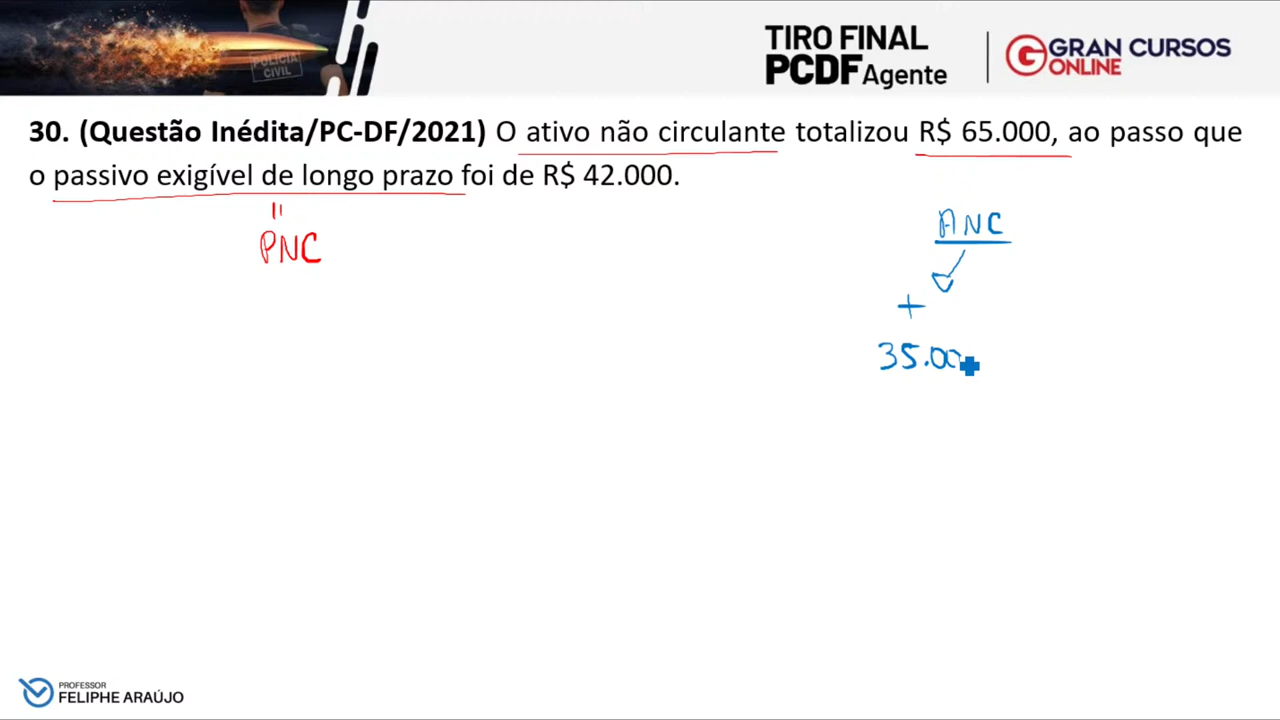 POLÍCIA
CIVIL
TIRO FINAL
PCDF Agente
GRAN CURSOS
ONLINE
30. (Questão Inédita/PC-DF/2021) O ativo não circulante totalizou R$ 65.000, ao passo que
o passivo exigível de longo prazo foi de R$ 42.000.
PNC
ANC
+
35.00
PROFESSOR
FELIPHE ARAÚJO